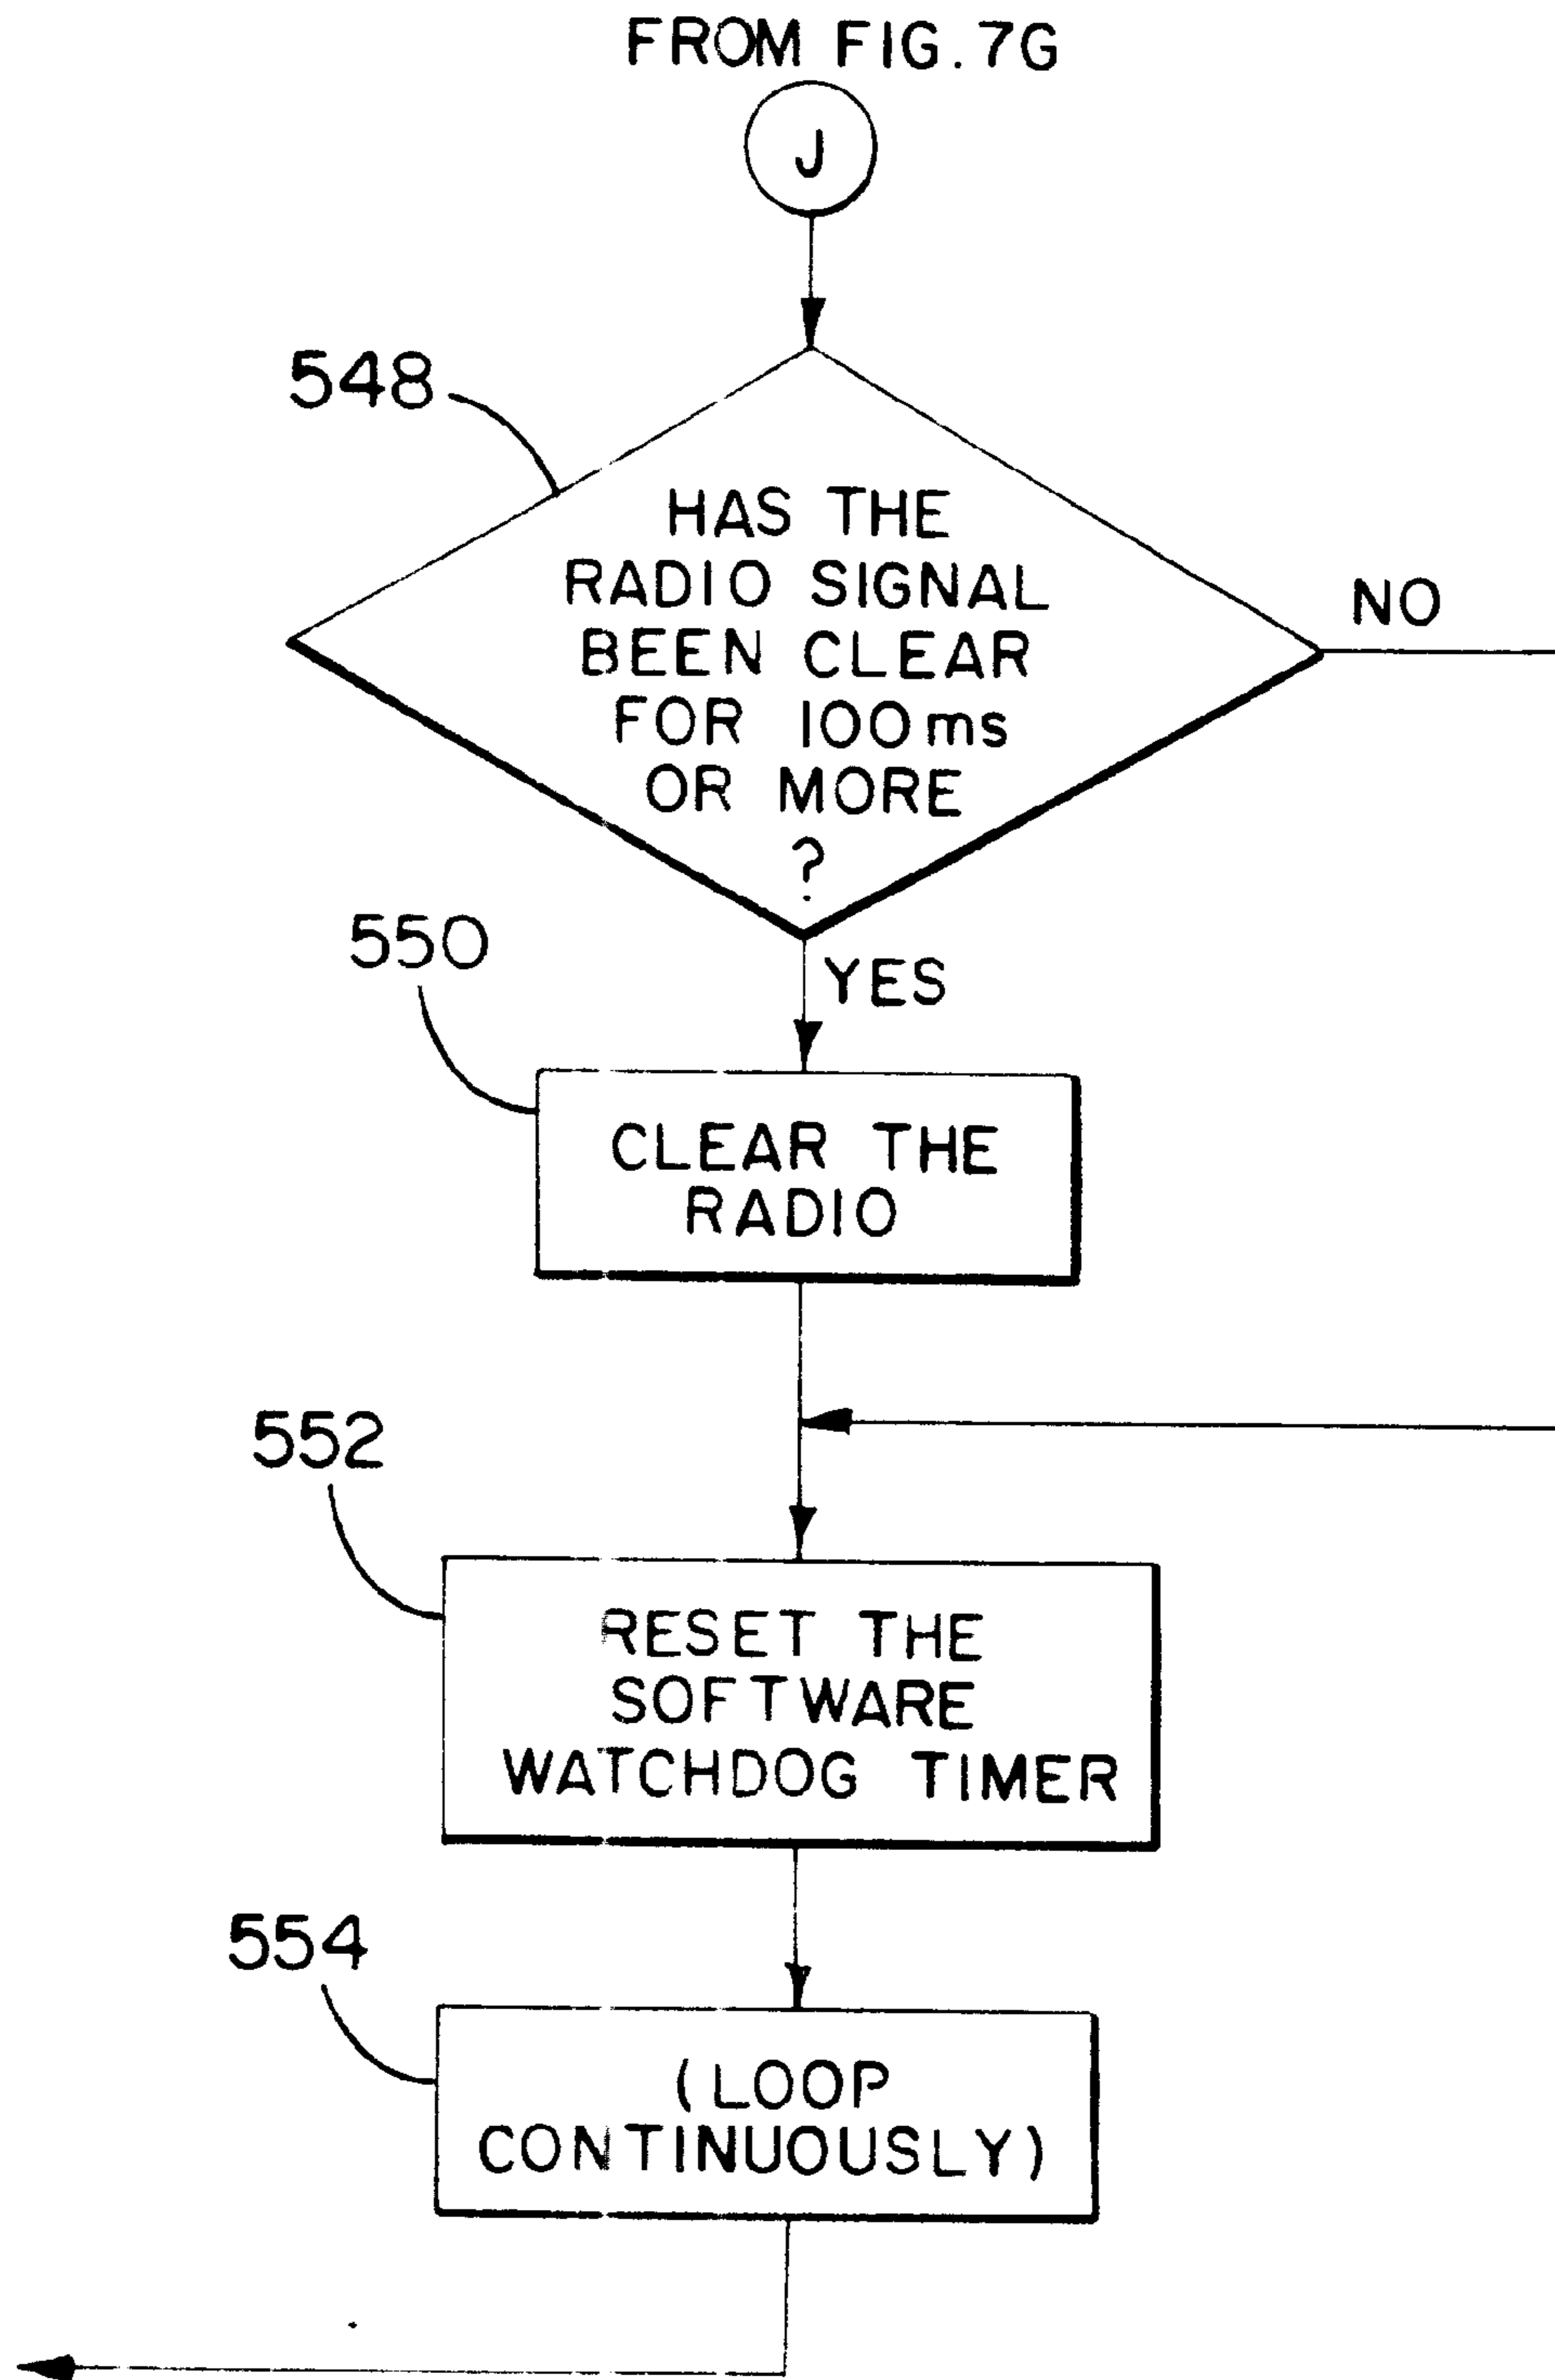 FROM FIG. 7G
J
548
HAS THE
RADIO SIGNAL
BEEN CLEAR
FOR 100ms
OR MORE
?
NO
550
YES
CLEAR THE
RADIO
552
RESET THE
SOFTWARE
WATCHDOG TIMER
554
(LOOP
CONTINUOUSLY)